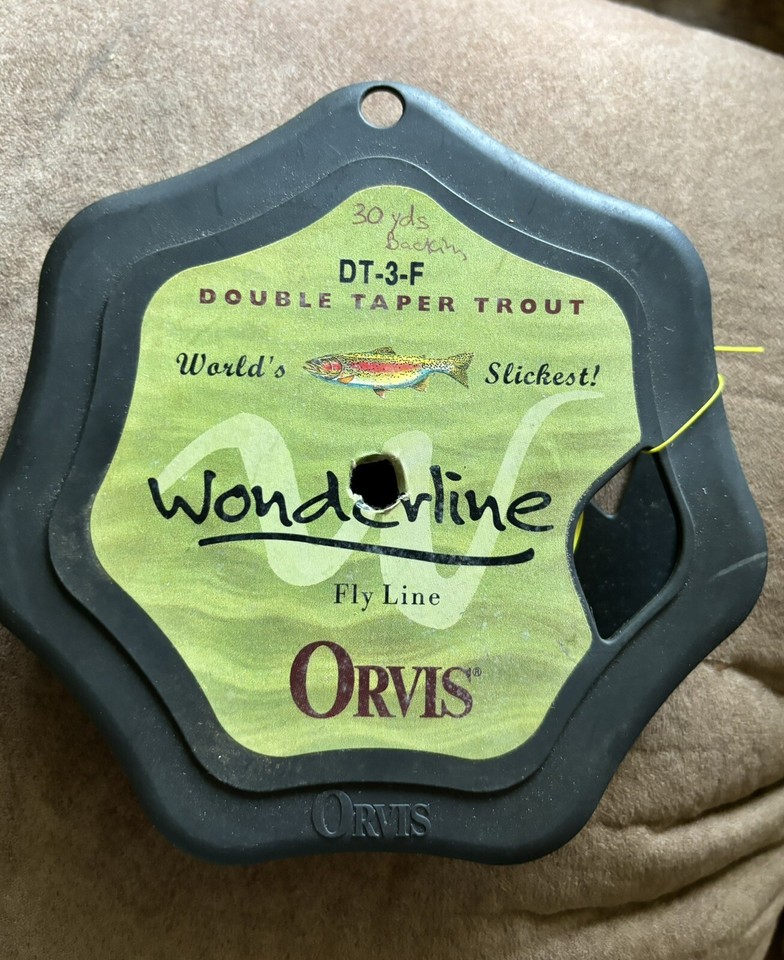 30 yds
Backing
DT-3-F
DOUBLE TAPER TROUT
World's Slickest!
Wonderline
Fly Line
ORVIS®
ORVIS